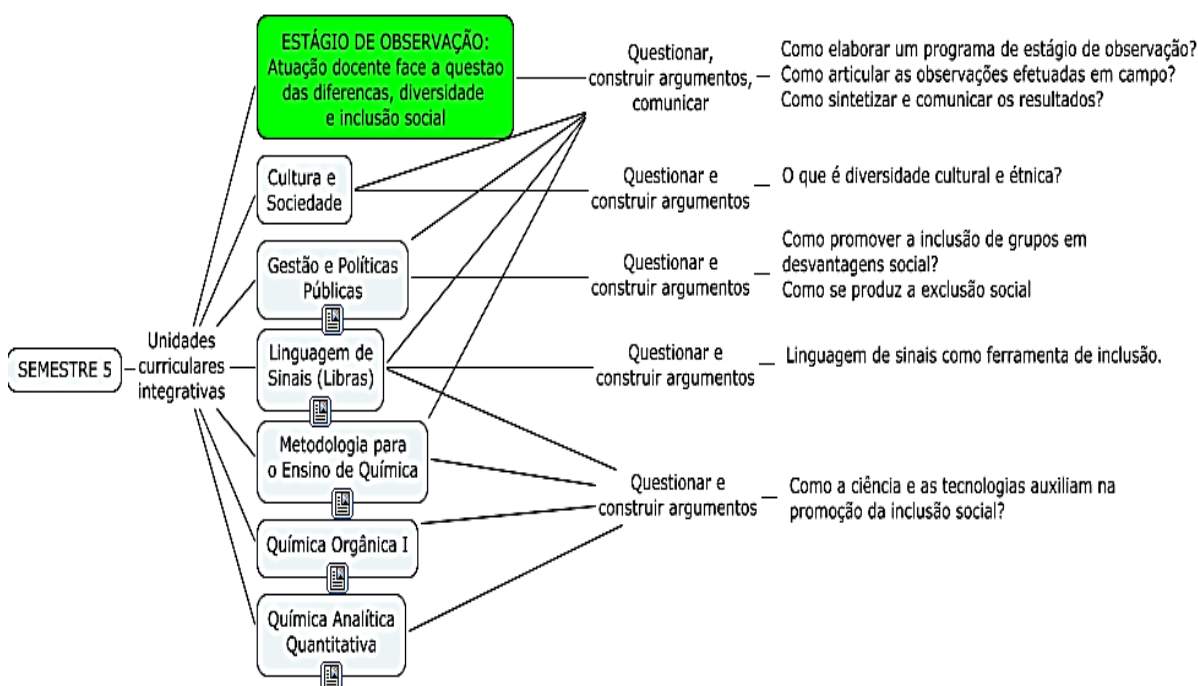 SEMESTRE 5
Unidades
curriculares
integrativas
ESTÁGIO DE OBSERVAÇÃO:
Atuação docente face a questao
das diferencas, diversidade
e inclusão social
Questionar,
construir argumentos,
comunicar
Como elaborar um programa de estágio de observação?
Como articular as observações efetuadas em campo?
Como sintetizar e comunicar os resultados?
Cultura e
Sociedade
Questionar e
construir argumentos
O que é diversidade cultural e étnica?
Gestão e Políticas
Públicas
Questionar e
construir argumentos
Como promover a inclusão de grupos em
desvantagens social?
Como se produz a exclusão social
Linguagem de
Sinais (Libras)
Questionar e
construir argumentos
Linguagem de sinais como ferramenta de inclusão.
Metodologia para
o Ensino de Química
Química Orgânica I
Química Analítica
Quantitativa
Questionar e
construir argumentos
Como a ciência e as tecnologias auxiliam na
promoção da inclusão social?